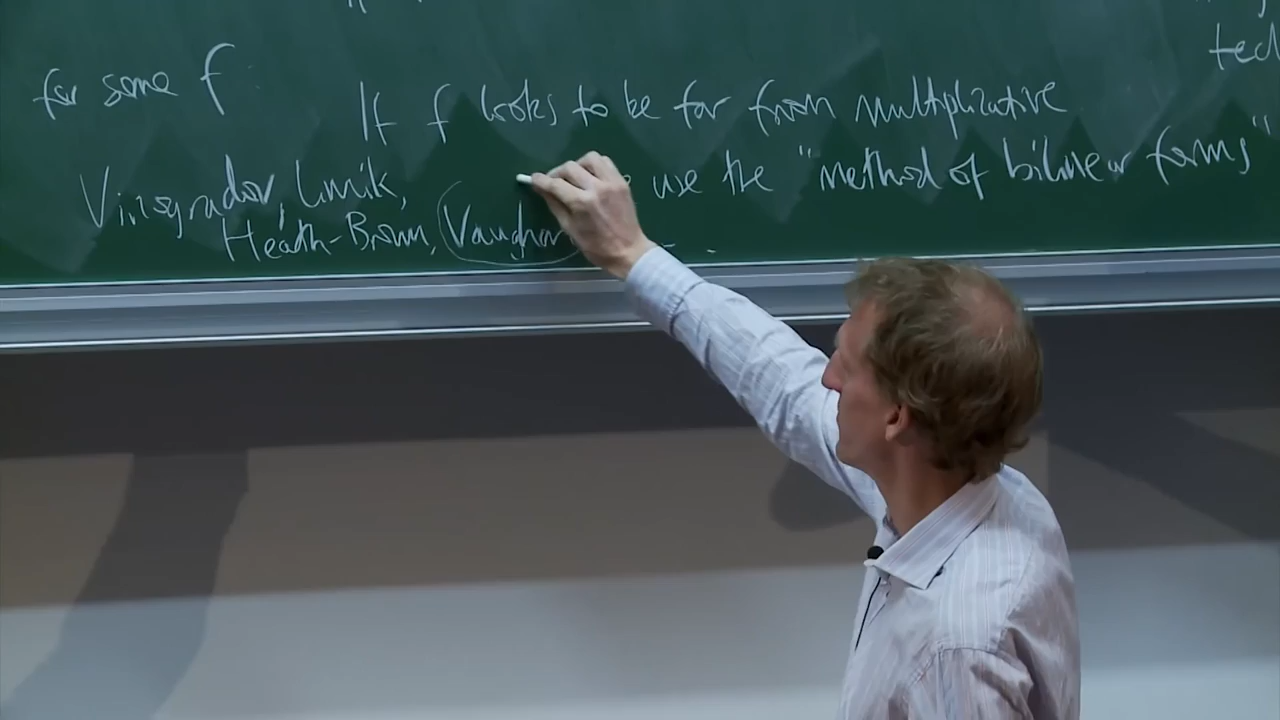 for some f
If f looks to be far from multiplicative
use the "method of bilinear forms"
Vinogradov, Linnik,
Heath-Brown, Vaughan